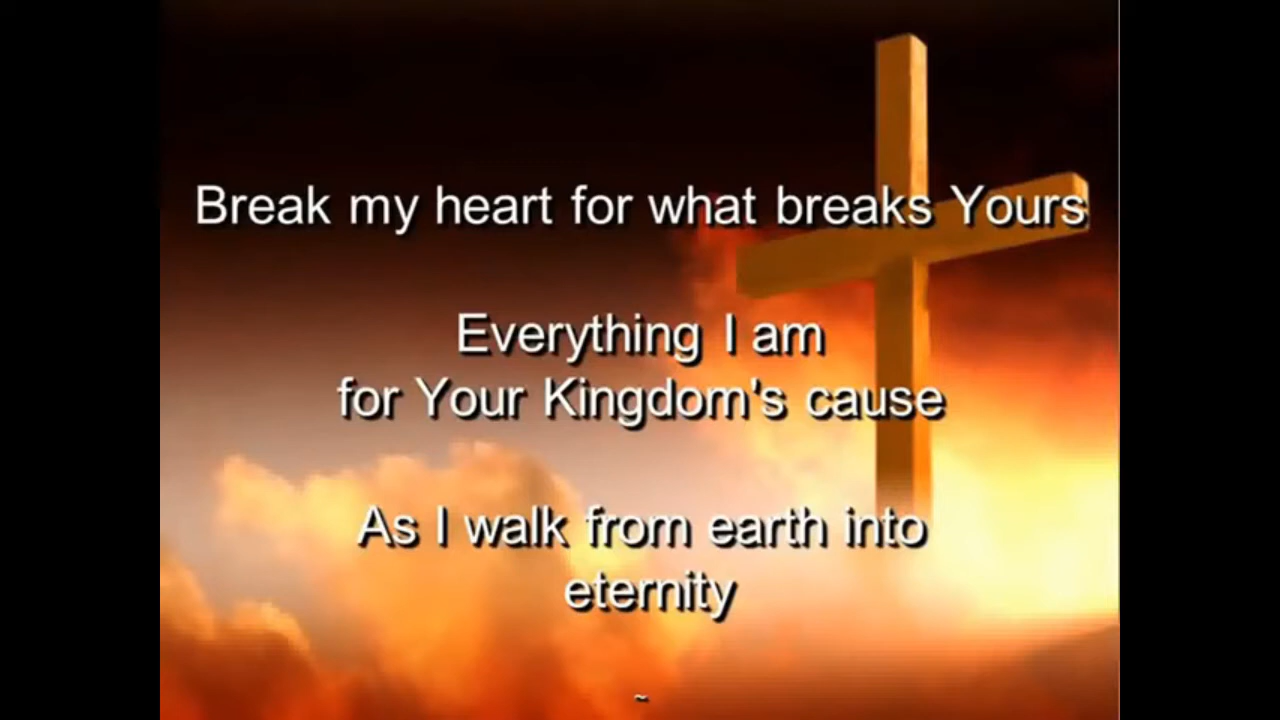 Break my heart for what breaks Yours
Everything I am
for Your Kingdom's cause
As I walk from earth into
eternity
~